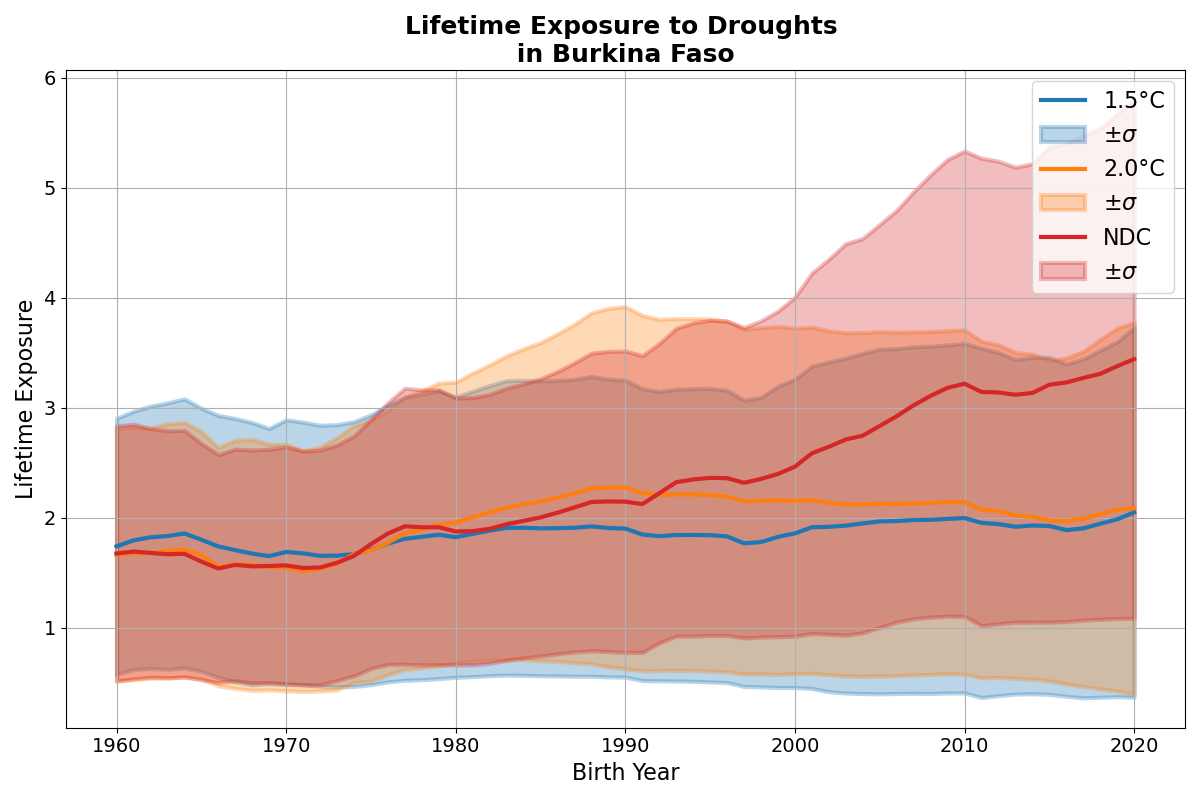 Lifetime Exposure to Droughts
in Burkina Faso
6
5
4
3
2
1
Lifetime Exposure
1960
1970
1980
1990
2000
2010
2020
Birth Year
1.5°C
±σ
2.0°C
±σ
NDC
±σ